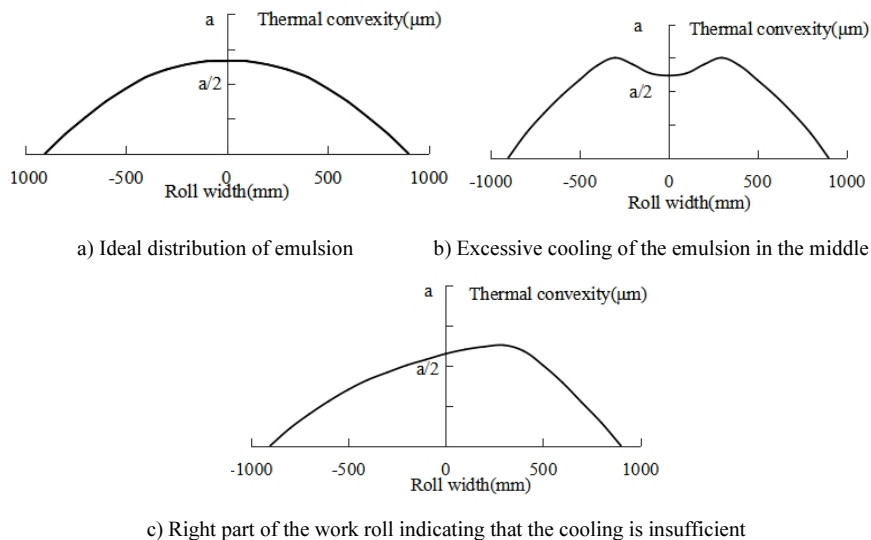 a Thermal convexity(μm)
a/2
1000 -500 0 500 1000
Roll width(mm)
a) Ideal distribution of emulsion
a Thermal convexity(μm)
a/2
-1000 -500 0 500 1000
Roll width(mm)
b) Excessive cooling of the emulsion in the middle
a Thermal convexity(μm)
a/2
-1000 -500 0 500 1000
Roll width(mm)
c) Right part of the work roll indicating that the cooling is insufficient